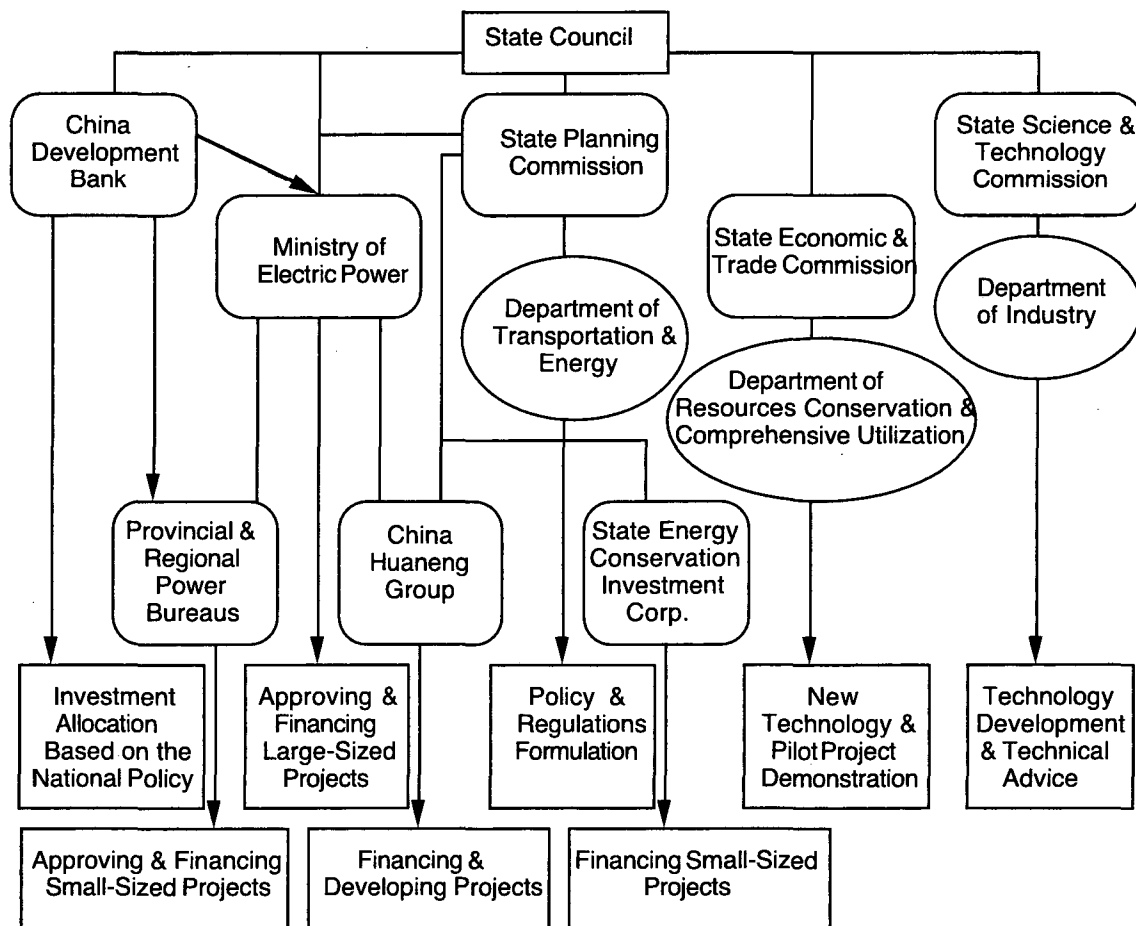 State Council
China
Development
Bank
State Planning
Commission
State Science &
Technology
Commission
Ministry of
Electric Power
State Economic &
Trade Commission
Department of
Transportation &
Energy
Department
of Industry
Department of
Resources Conservation &
Comprehensive Utilization
Provincial &
Regional
Power
Bureaus
China
Huaneng
Group
State Energy
Conservation
Investment
Corp.
Investment
Allocation
Based on the
National Policy
Approving &
Financing
Large-Sized
Projects
Policy &
Regulations
Formulation
New
Technology &
Pilot Project
Demonstration
Technology
Development
& Technical
Advice
Approving & Financing
Small-Sized Projects
Financing &
Developing Projects
Financing Small-Sized
Projects